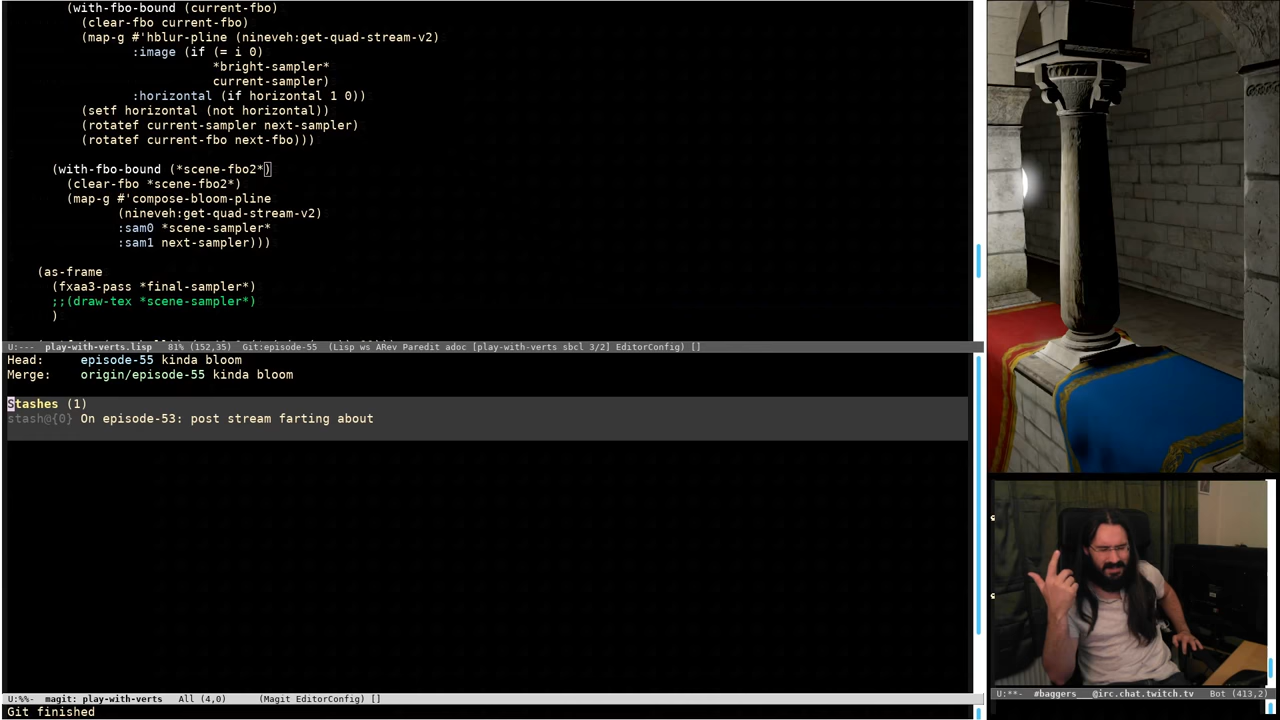 (with-fbo-bound (current-fbo)
(clear-fbo current-fbo)
(map-g #'hblur-pline (nineveh:get-quad-stream-v2)
:image (if (= i 0)
*bright-sampler*
current-sampler)
:horizontal (if horizontal 1 0))
(setf horizontal (not horizontal))
(rotatef current-sampler next-sampler)
(rotatef current-fbo next-fbo)))
(with-fbo-bound (*scene-fbo2*)
(clear-fbo *scene-fbo2*)
(map-g #'compose-bloom-pline
(nineveh:get-quad-stream-v2)
:sam0 *scene-sampler*
:sam1 next-sampler)))
(as-frame
(fxaa3-pass *final-sampler*)
;;(draw-tex *scene-sampler*)
)
U:--- play-with-verts.lisp 81% (152,35) Git:episode-55 (Lisp ws ARev Paredit adoc [play-with-verts sbcl 3/2] EditorConfig) []
Head: episode-55 kinda bloom
Merge: origin/episode-55 kinda bloom
Stashes (1)
stash@{0} On episode-53: post stream farting about
U:%%- magit: play-with-verts All (4,0) (Magit EditorConfig) []
Git finished
U:**- #baggers___@irc.chat.twitch.tv Bot (413,2)